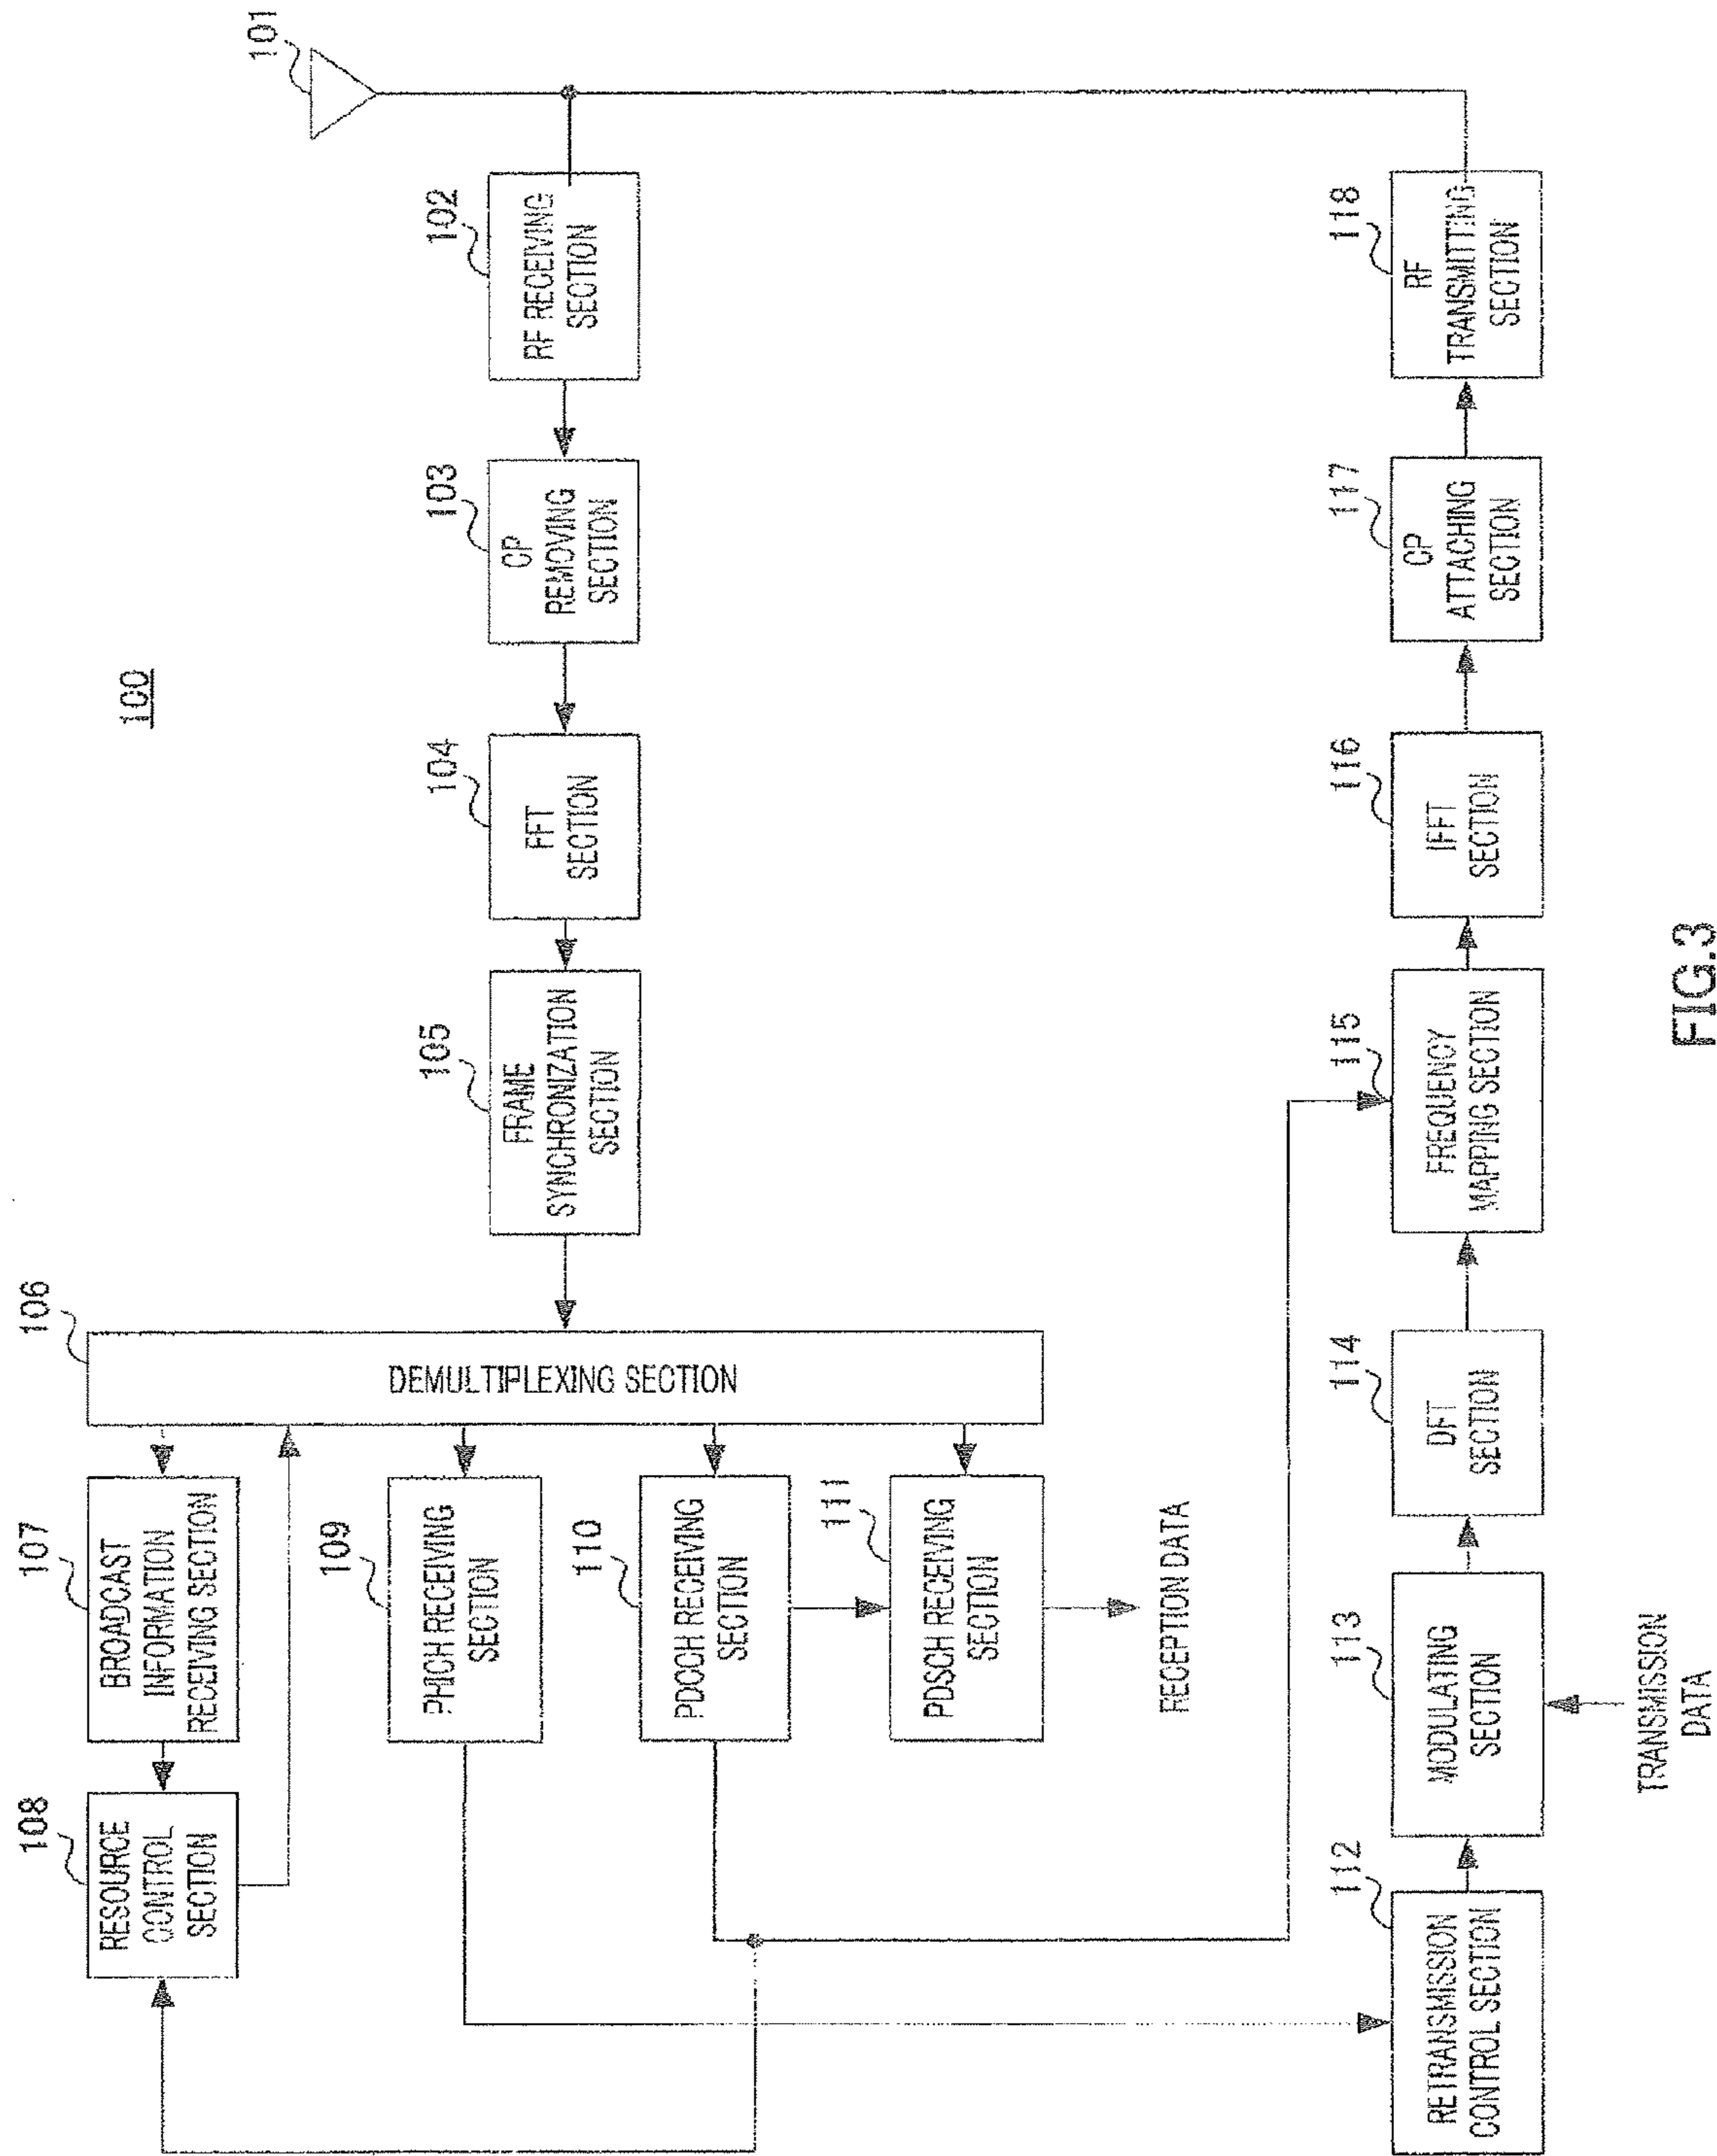 100
101
102
RF RECEIVING
SECTION
103
CP
REMOVING
SECTION
104
FFT
SECTION
105
FRAME
SYNCHRONIZATION
SECTION
106
DEMULTIPLEXING SECTION
107
BROADCAST
INFORMATION
RECEIVING SECTION
108
RESOURCE
CONTROL
SECTION
109
PHICH RECEIVING
SECTION
110
PDCCH RECEIVING
SECTION
111
PDSCH RECEIVING
SECTION
RECEPTION DATA
112
RETRANSMISSION
CONTROL SECTION
113
MODULATING
SECTION
TRANSMISSION
DATA
114
DFT
SECTION
115
FREQUENCY
MAPPING SECTION
116
IFFT
SECTION
117
CP
ATTACHING
SECTION
118
RF
TRANSMITTING
SECTION
FIG.3